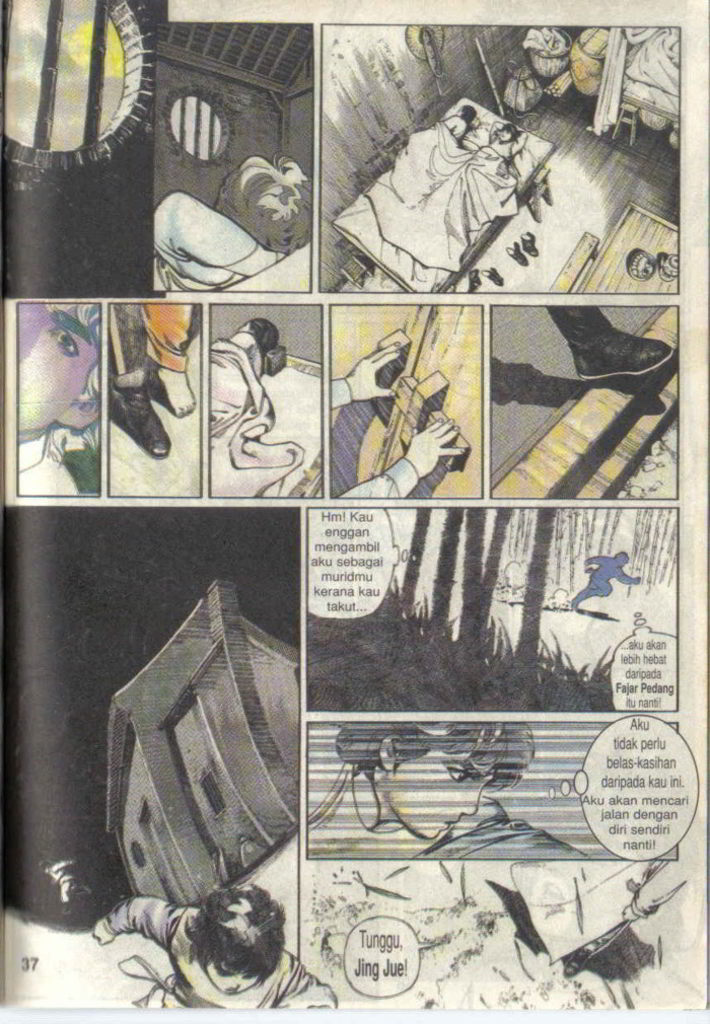 Hm! Kau
enggan
mengambil
aku sebagai
muridmu
kerana kau
takut...
...aku akan
lebih hebat
daripada
Fajar Pedang
itu nanti!
Aku
tidak perlu
belas-kasihan
daripada kau ini.
Aku akan mencari
jalan dengan
diri sendiri
nanti!
Tunggu,
Jing Jue!
37